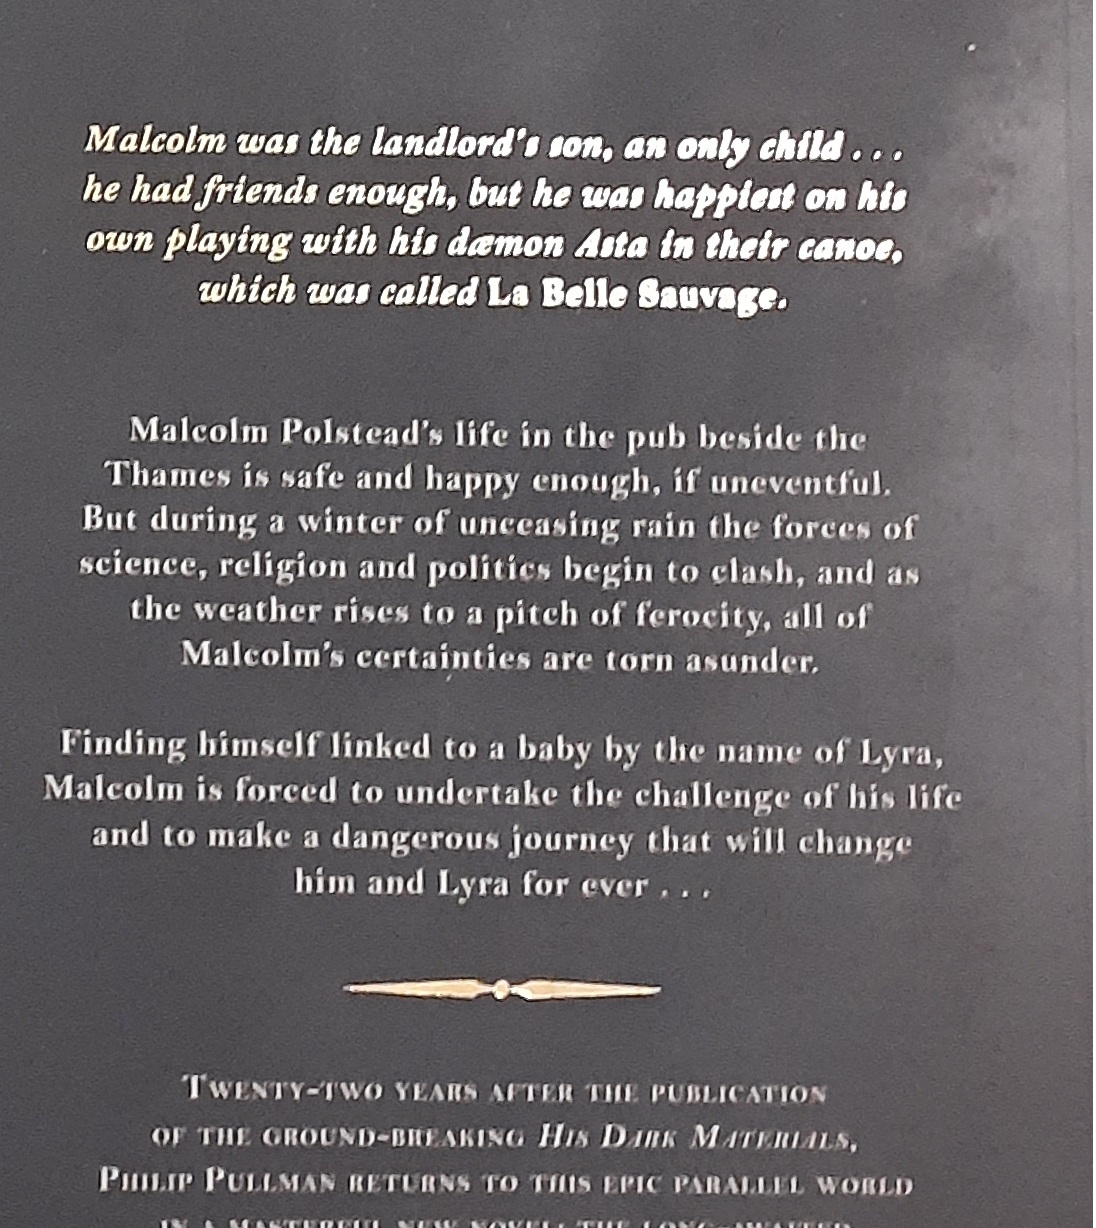 Malcolm was the landlord's son, an only child . . .
he had friends enough, but he was happiest on his
own playing with his dæmon Asta in their canoe,
which was called La Belle Sauvage.
Malcolm Polstead's life in the pub beside the
Thames is safe and happy enough, if uneventful.
But during a winter of unceasing rain the forces of
science, religion and politics begin to clash, and as
the weather rises to a pitch of ferocity, all of
Malcolm's certainties are torn asunder.
Finding himself linked to a baby by the name of Lyra,
Malcolm is forced to undertake the challenge of his life
and to make a dangerous journey that will change
him and Lyra for ever . . .
TWENTY-TWO YEARS AFTER THE PUBLICATION
OF THE GROUND-BREAKING HIS DARK MATERIALS,
PHILIP PULLMAN RETURNS TO THIS EPIC PARALLEL WORLD
IN A MASTERFUL NEW NOVEL: THE LONG-AWAITED